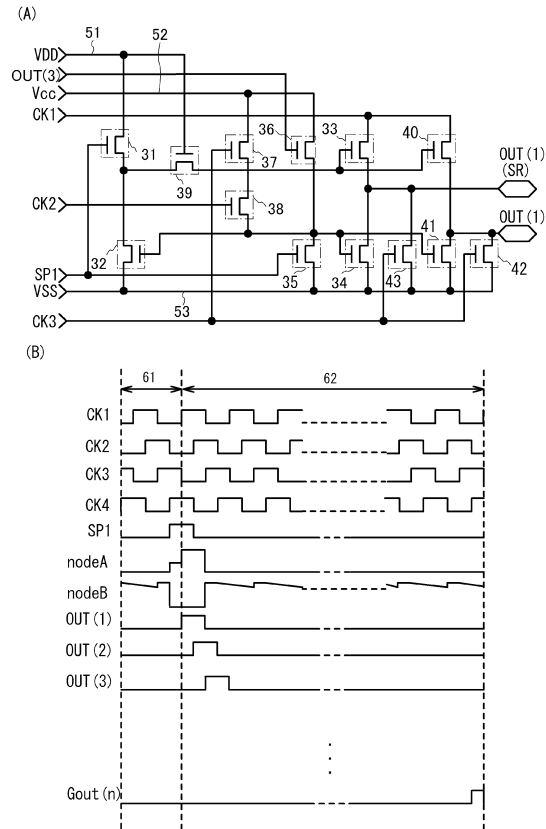 (A)
51
52
VDD
OUT(3)
Vcc
CK1
36
33
40
31
37
OUT(1)
(SR)
39
CK2
38
OUT(1)
32
41
SP1
35
34
43
42
VSS
53
CK3
(B)
61
62
CK1
CK2
CK3
CK4
SP1
nodeA
nodeB
OUT(1)
OUT(2)
OUT(3)
Gout(n)